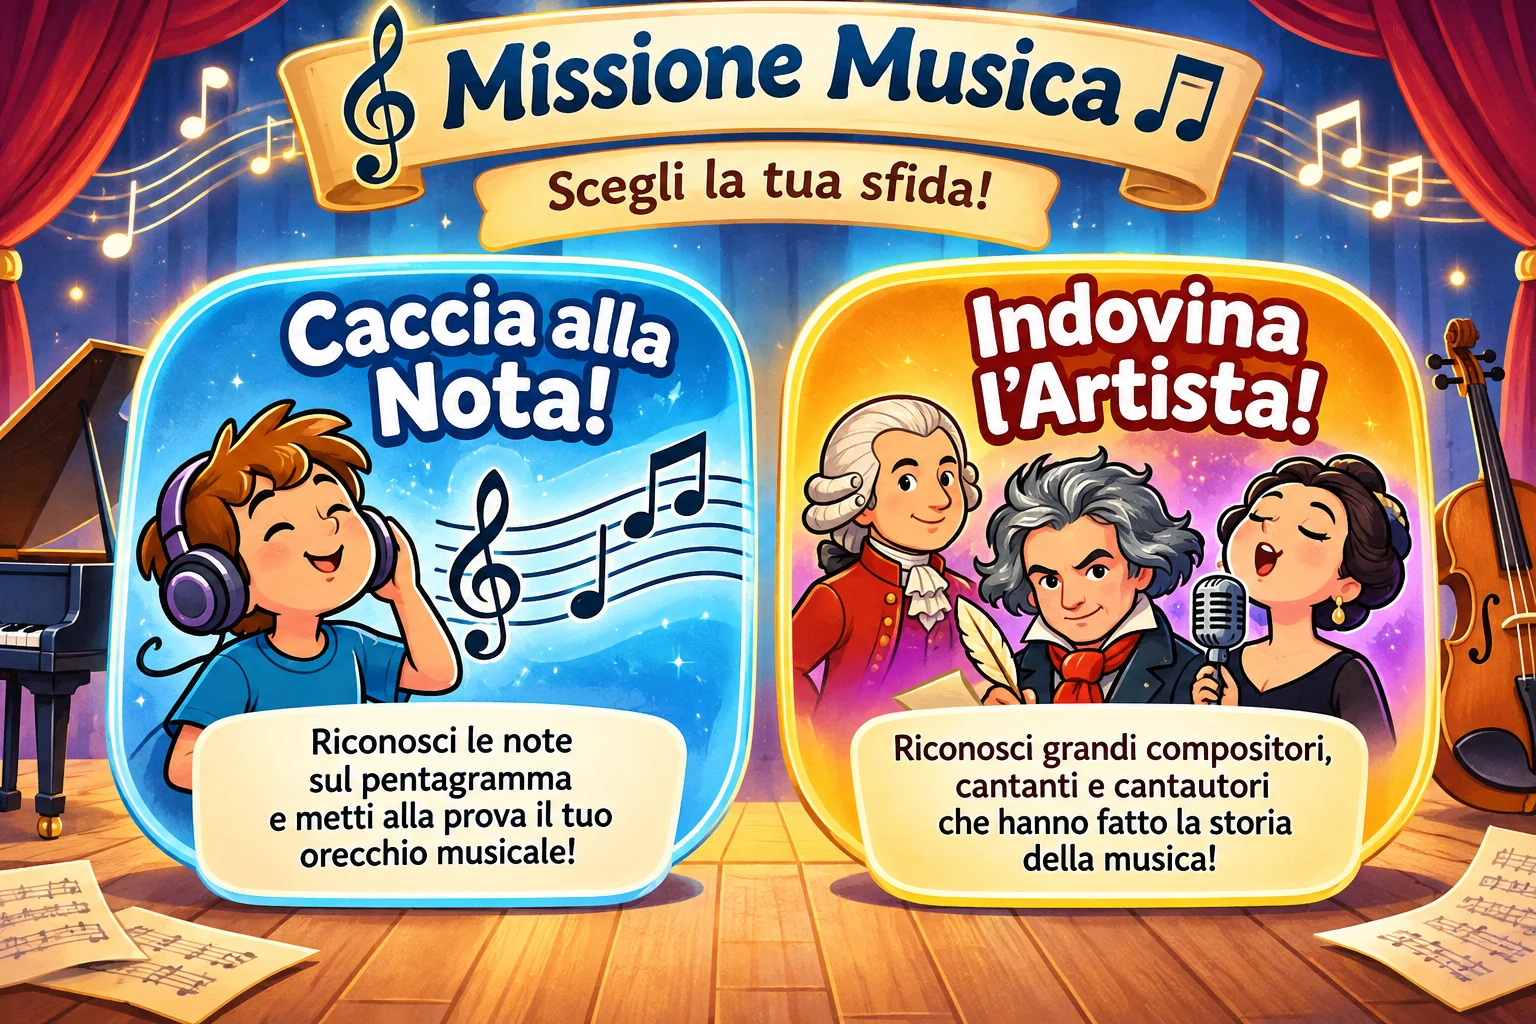 Missione Musica
Scegli la tua sfida!
Caccia alla
Nota!
Riconosci le note
sul pentagramma
e metti alla prova il tuo
orecchio musicale!
Indovina
l'Artista!
Riconosci grandi compositori,
cantanti e cantautori
che hanno fatto la storia
della musica!